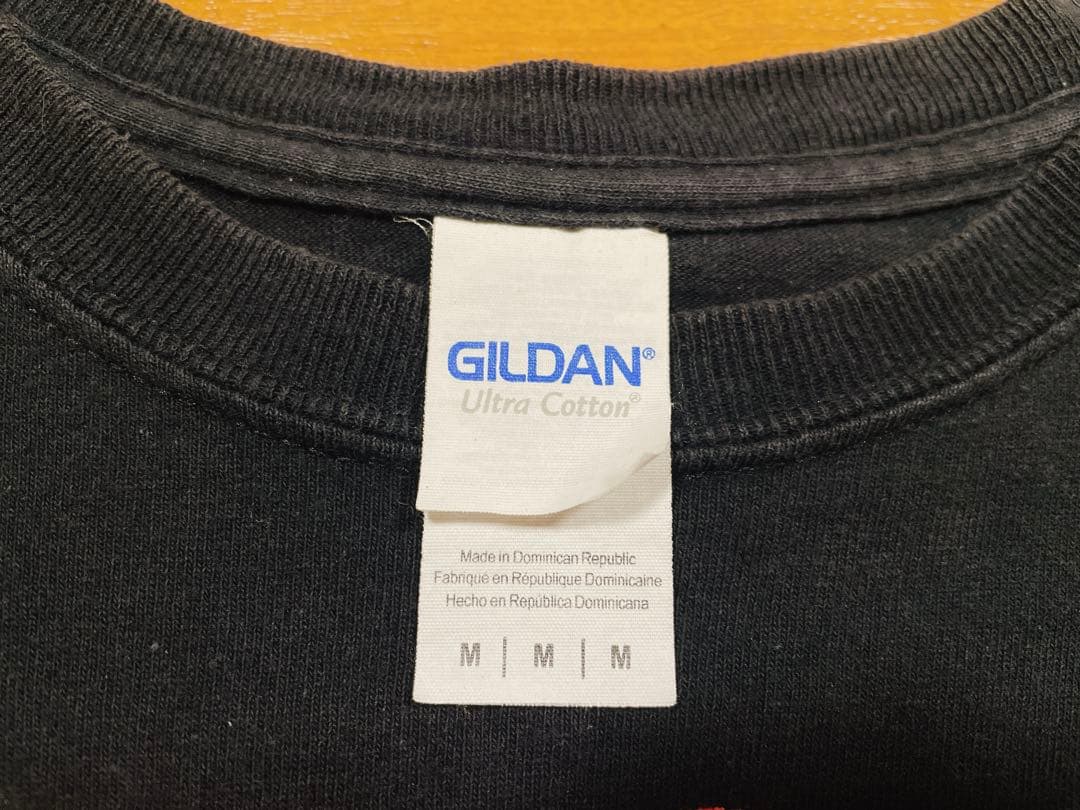 GILDAN®
Ultra Cotton®
Made in Dominican Republic
Fabriqué en République Dominicaine
Hecho en República Dominicana
M | M | M